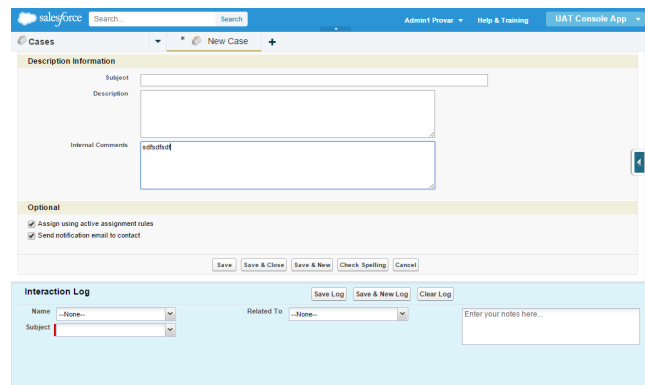 salesforce Search... Search Admin1 Provar Help & Training UAT Console App
Cases * New Case +
Description Information
Subject
Description
Internal Comments sdfsdfsdf
Optional
Assign using active assignment rules
Send notification email to contact
Save Save & Close Save & New Check Spelling Cancel
Interaction Log Save Log Save & New Log Clear Log
Name --None-- Related To --None-- Enter your notes here...
Subject